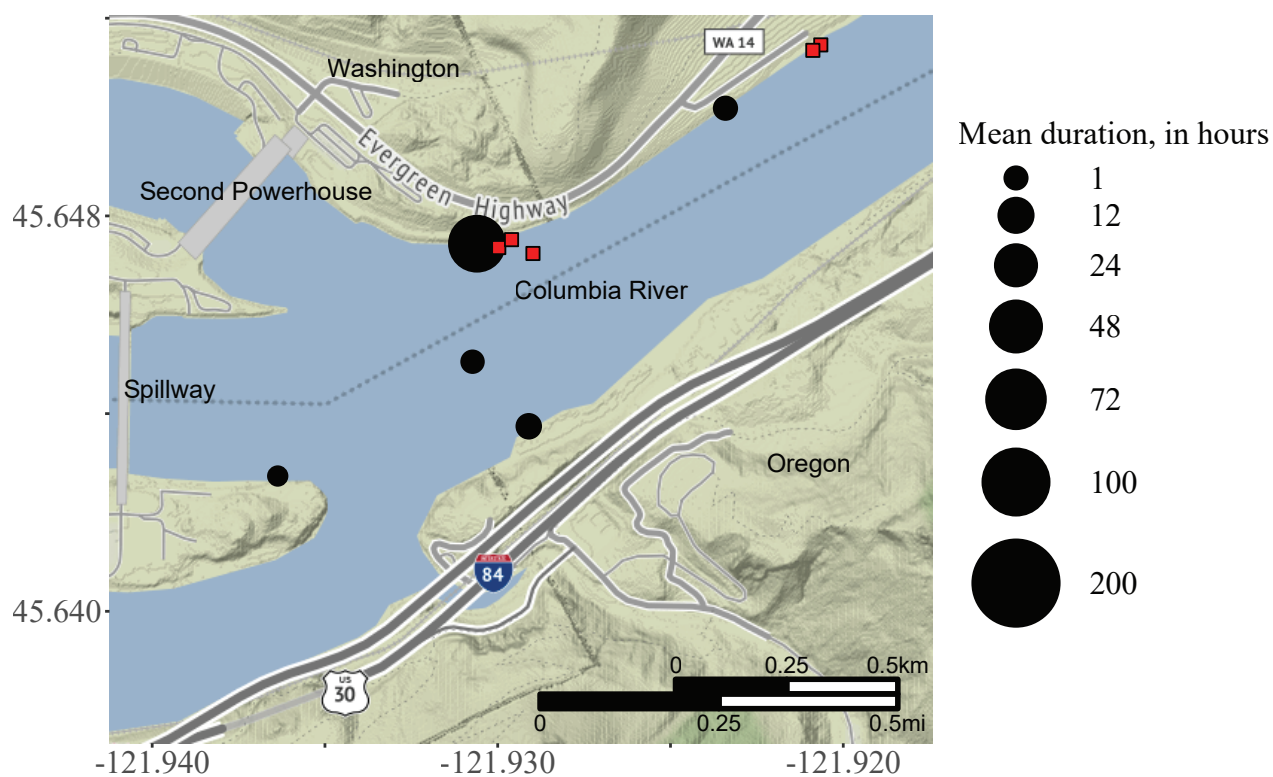 WA 14
Washington
Evergreen Highway
Second Powerhouse
45.648
Columbia River
Spillway
Oregon
84
45.640
US
30
0 0.25 0.5km
0 0.25 0.5mi
-121.940 -121.930 -121.920
Mean duration, in hours
1
12
24
48
72
100
200